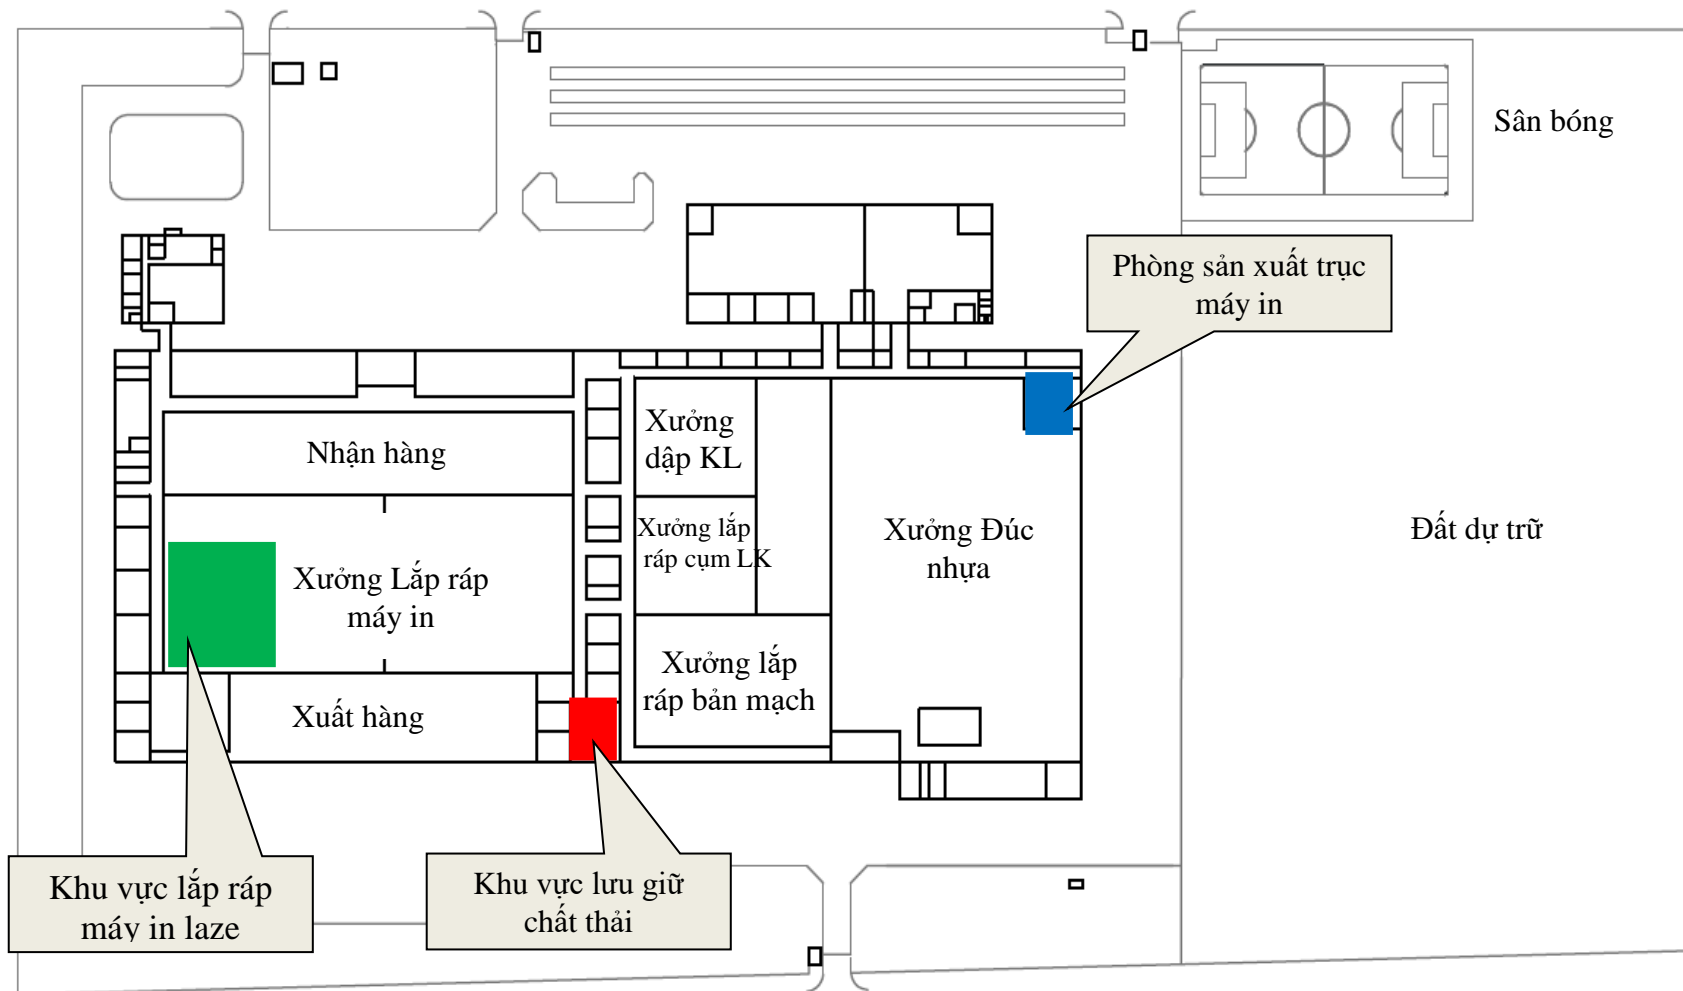 Sân bóng
Phòng sản xuất trục
máy in
Xưởng
dập KL
Nhận hàng
Xưởng lắp
ráp cụm LK
Xưởng Đúc
nhựa
Đất dự trữ
Xưởng Lắp ráp
máy in
Xưởng lắp
ráp bản mạch
Xuất hàng
Khu vực lắp ráp
máy in laze
Khu vực lưu giữ
chất thải